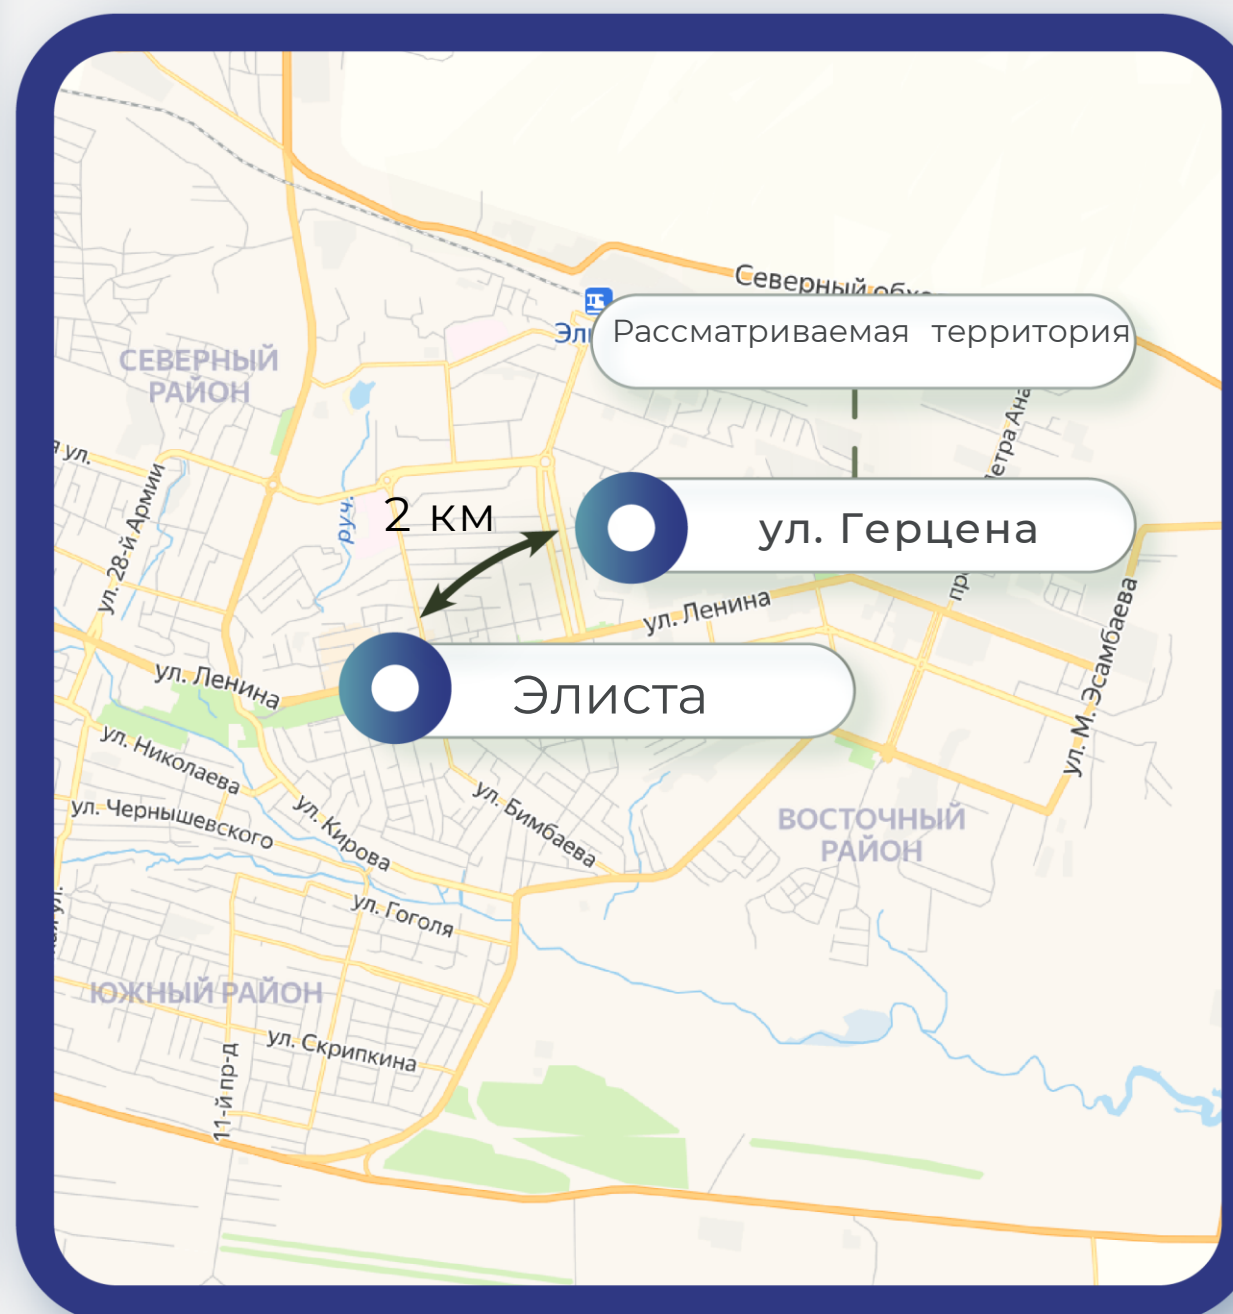 Северный
Рассматриваемая территория
СЕВЕРНЫЙ
РАЙОН
ул.
ул. 28-й Армии
руч.
2 км
ул. Герцена
ул. Ленина
ул. Ленина
Элиста
ул. М. Эсамбаева
ул. Николаева
ул. Чернышевского
ул. Кирова
ул. Бимбаева
ВОСТОЧНЫЙ
РАЙОН
ул. Гоголя
ЮЖНЫЙ РАЙОН
ул. Скрипкина
11-й пр-д